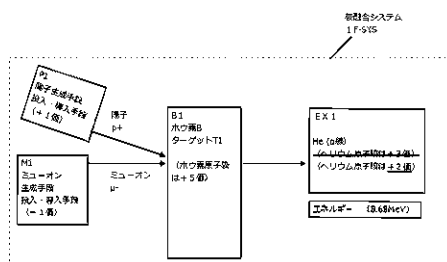 核融合システム
1 F-SYS
P1
陽子生成手段
投入・導入手段
(+1価)
陽子
p+
M1
ミューオン
生成手段
投入・導入手段
(-1価)
ミューオン
μ-
B1
ホウ素B
ターゲットT1
(ホウ素原子核
は+5価)
EX 1
He (α線)
(ヘリウム原子核は+3価)
(ヘリウム原子核は+2価)
エネルギー (8.68MeV)